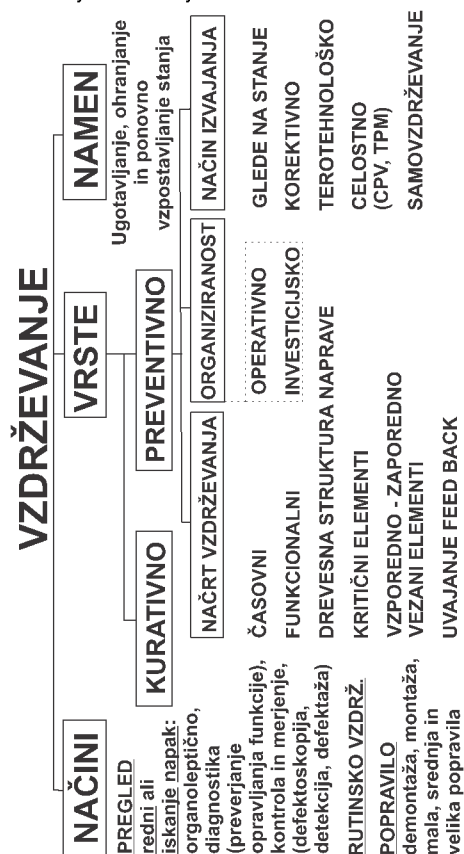 VZDRŽEVANJE
NAČINI
VRSTE
NAMEN
PREGLED
redni ali
iskanje napak:
organoleptično,
diagnostika
(preverjanje
opravljanja funkcije),
kontrola in merjenje,
(defektoskopija,
detekcija, defektaža)
RUTINSKO VZDRŽ.
POPRAVILO
demontaža, montaža,
mala, srednja in
velika popravila
KURATIVNO
PREVENTIVNO
Ugotavljanje, ohranjanje
in ponovno
vzpostavljanje stanja
NAČRT VZDRŽEVANJA
ORGANIZIRANOST
NAČIN IZVAJANJA
ČASOVNI
FUNKCIONALNI
DREVESNA STRUKTURA NAPRAVE
KRITIČNI ELEMENTI
VZPOREDNO - ZAPOREDNO
VEZANI ELEMENTI
UVAJANJE FEED BACK
OPERATIVNO
INVESTICIJSKO
GLEDE NA STANJE
KOREKTIVNO
TEROTEHNOLOŠKO
CELOSTNO
(CPV, TPM)
SAMOVZDRŽEVANJE